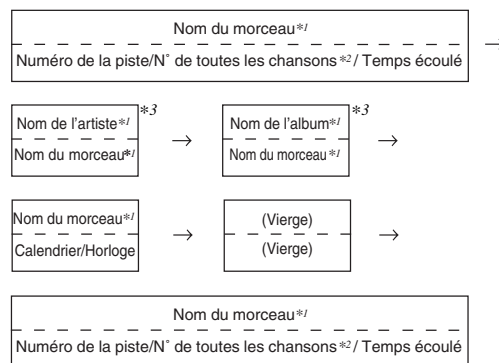 Nom du morceau*1
Numéro de la piste/N° de toutes les chansons*2/ Temps écoulé
→
Nom de l'artiste*1
Nom du morceau*1
*3
→
Nom de l'album*1
Nom du morceau*1
*3
→
Nom du morceau*1
Calendrier/Horloge
→
(Vierge)
(Vierge)
→
Nom du morceau*1
Numéro de la piste/N° de toutes les chansons*2/ Temps écoulé